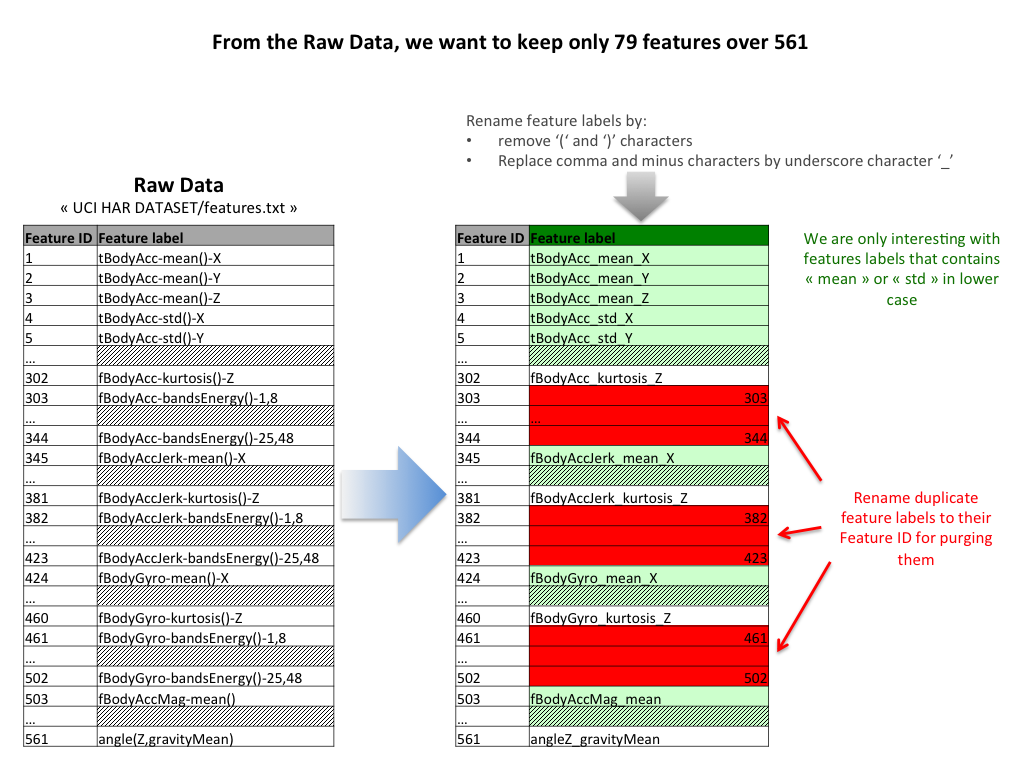 From the Raw Data, we want to keep only 79 features over 561
Rename feature labels by:
• remove ‘(‘ and ‘)’ characters
• Replace comma and minus characters by underscore character ‘_’
Raw Data
« UCI HAR DATASET/features.txt »
Feature ID Feature label
1 tBodyAcc-mean()-X
2 tBodyAcc-mean()-Y
3 tBodyAcc-mean()-Z
4 tBodyAcc-std()-X
5 tBodyAcc-std()-Y
...
302 fBodyAcc-kurtosis()-Z
303 fBodyAcc-bandsEnergy()-1,8
...
344 fBodyAcc-bandsEnergy()-25,48
345 fBodyAccJerk-mean()-X
...
381 fBodyAccJerk-kurtosis()-Z
382 fBodyAccJerk-bandsEnergy()-1,8
...
423 fBodyAccJerk-bandsEnergy()-25,48
424 fBodyGyro-mean()-X
...
460 fBodyGyro-kurtosis()-Z
461 fBodyGyro-bandsEnergy()-1,8
...
502 fBodyGyro-bandsEnergy()-25,48
503 fBodyAccMag-mean()
...
561 angle(Z,gravityMean)
Feature ID Feature label
1 tBodyAcc_mean_X
2 tBodyAcc_mean_Y
3 tBodyAcc_mean_Z
4 tBodyAcc_std_X
5 tBodyAcc_std_Y
...
302 fBodyAcc_kurtosis_Z
303 303
... ...
344 344
345 fBodyAccJerk_mean_X
...
381 fBodyAccJerk_kurtosis_Z
382 382
...
423 423
424 fBodyGyro_mean_X
...
460 fBodyGyro_kurtosis_Z
461 461
...
502 502
503 fBodyAccMag_mean
...
561 angleZ_gravityMean
We are only interesting with
features labels that contains
« mean » or « std » in lower
case
Rename duplicate
feature labels to their
Feature ID for purging
them